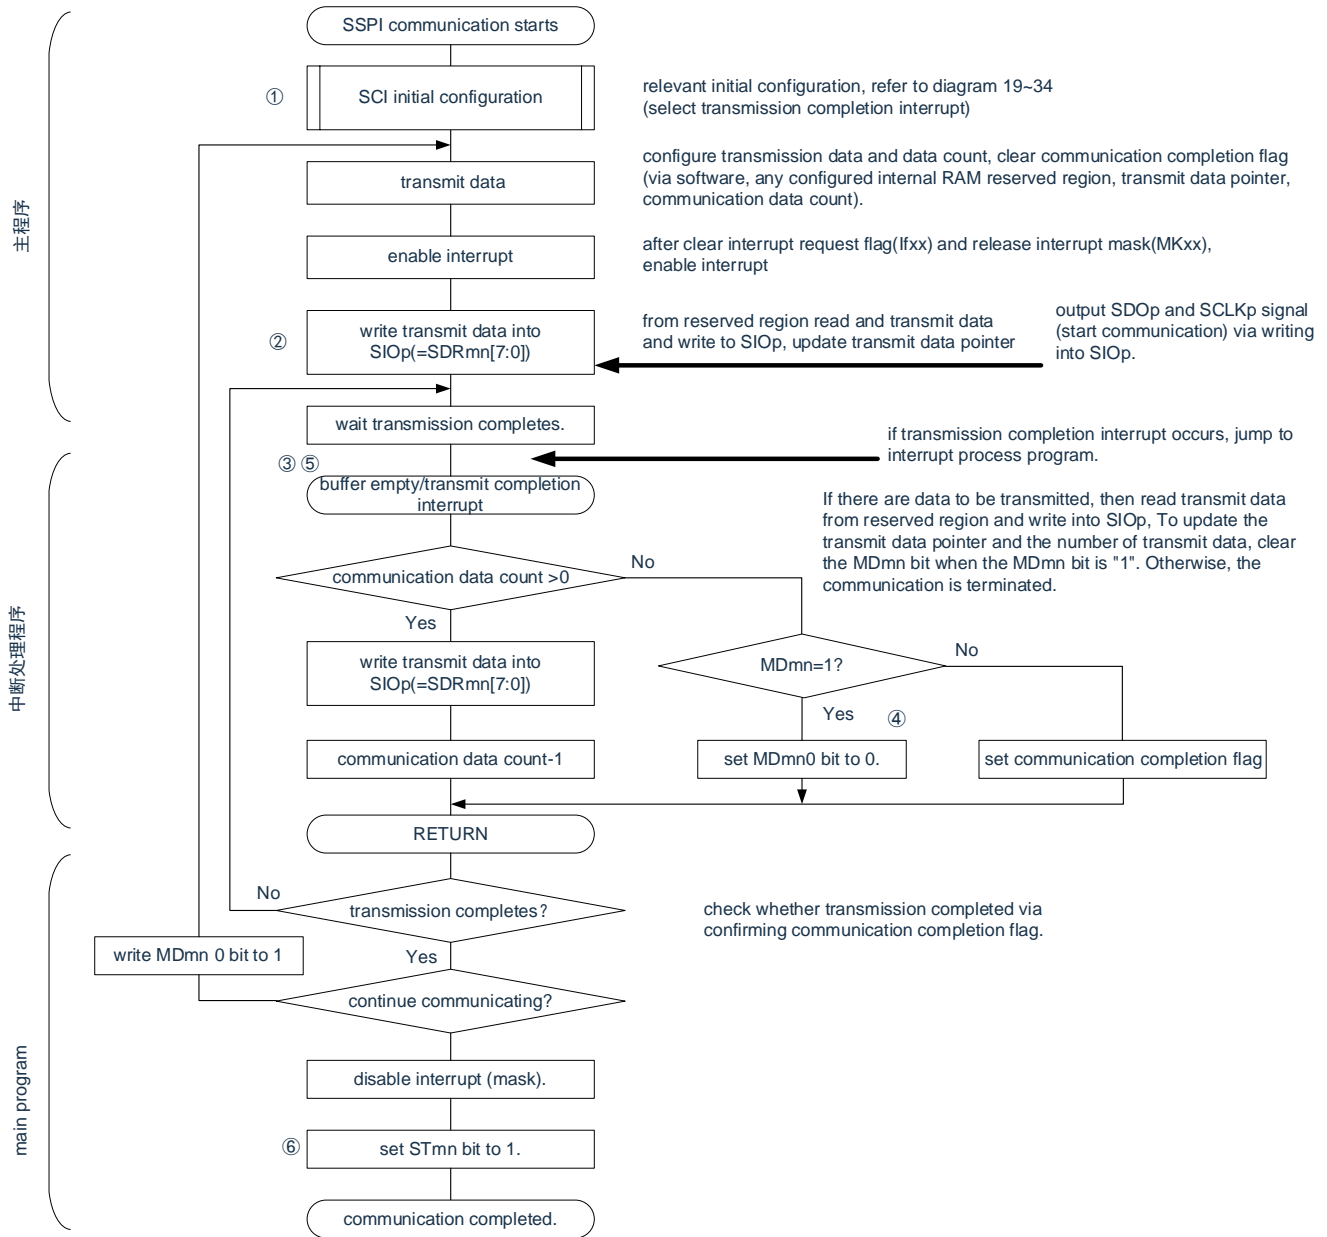 SSPI communication starts
①
SCI initial configuration
relevant initial configuration, refer to diagram 19~34
(select transmission completion interrupt)
transmit data
configure transmission data and data count, clear communication completion flag
(via software, any configured internal RAM reserved region, transmit data pointer,
communication data count).
主程序
enable interrupt
after clear interrupt request flag(Ifxx) and release interrupt mask(MKxx),
enable interrupt
②
write transmit data into
SIOp(=SDRmn[7:0])
from reserved region read and transmit data
and write to SIOp, update transmit data pointer
output SDOp and SCLKp signal
(start communication) via writing
into SIOp.
wait transmission completes.
if transmission completion interrupt occurs, jump to
interrupt process program.
③ ⑤
buffer empty/transmit completion
interrupt
If there are data to be transmitted, then read transmit data
from reserved region and write into SIOp, To update the
transmit data pointer and the number of transmit data, clear
the MDmn bit when the MDmn bit is "1". Otherwise, the
communication is terminated.
communication data count >0
No
Yes
中断处理程序
write transmit data into
SIOp(=SDRmn[7:0])
MDmn=1?
No
Yes
④
communication data count-1
set MDmn0 bit to 0.
set communication completion flag
RETURN
No
transmission completes?
check whether transmission completed via
confirming communication completion flag.
write MDmn 0 bit to 1
Yes
continue communicating?
main program
disable interrupt (mask).
⑥
set STmn bit to 1.
communication completed.